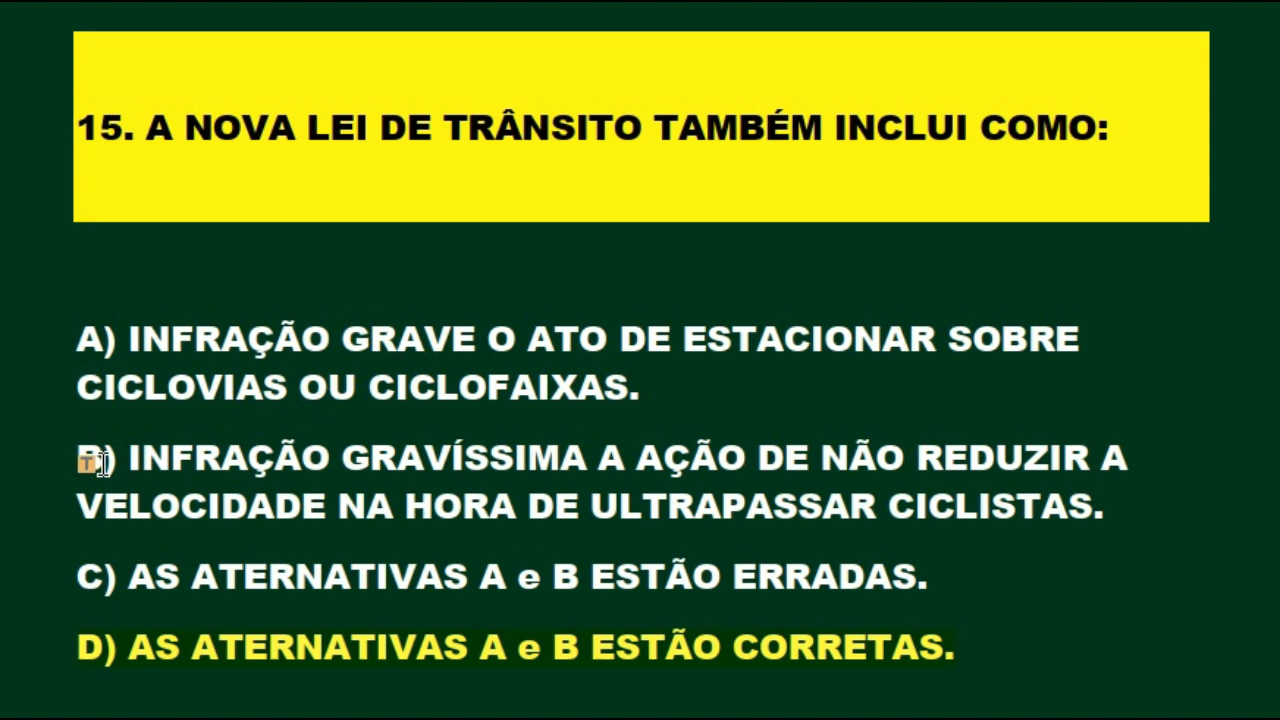 15. A NOVA LEI DE TRÂNSITO TAMBÉM INCLUI COMO:
A) INFRAÇÃO GRAVE O ATO DE ESTACIONAR SOBRE
CICLOVIAS OU CICLOFAIXAS.
B) INFRAÇÃO GRAVÍSSIMA A AÇÃO DE NÃO REDUZIR A
VELOCIDADE NA HORA DE ULTRAPASSAR CICLISTAS.
C) AS ATERNATIVAS A e B ESTÃO ERRADAS.
D) AS ATERNATIVAS A e B ESTÃO CORRETAS.